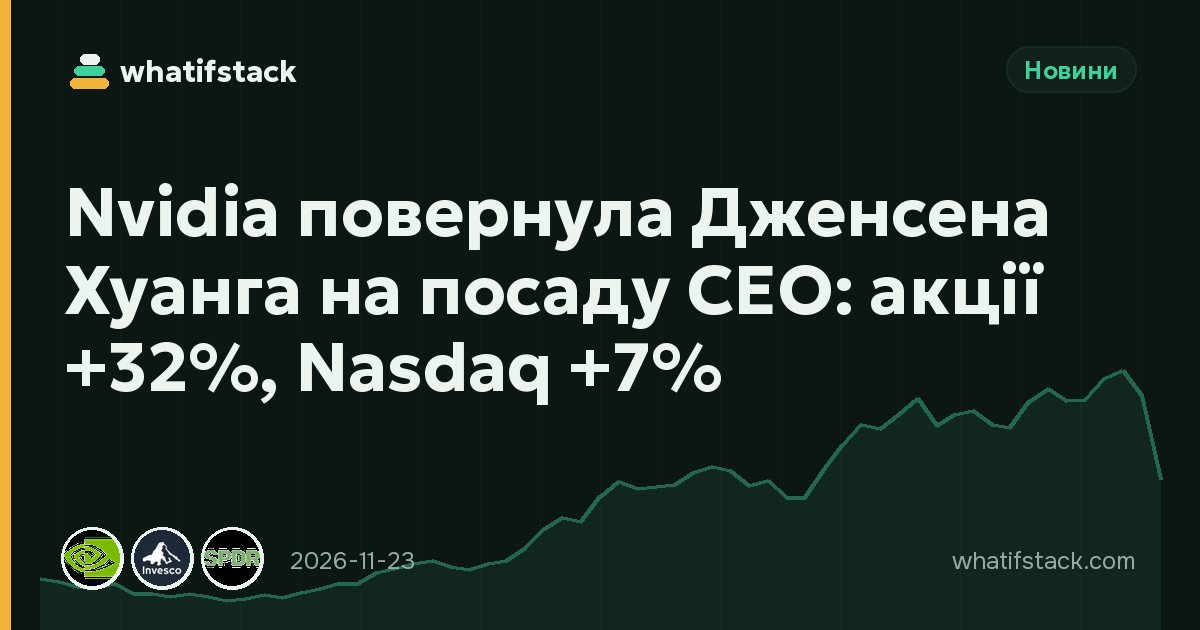 whatifstack
Новини
Nvidia повернула Дженсена
Хуанга на посаду CEO: акції
+32%, Nasdaq +7%
Invesco
SPDR
2026-11-23
whatifstack.com